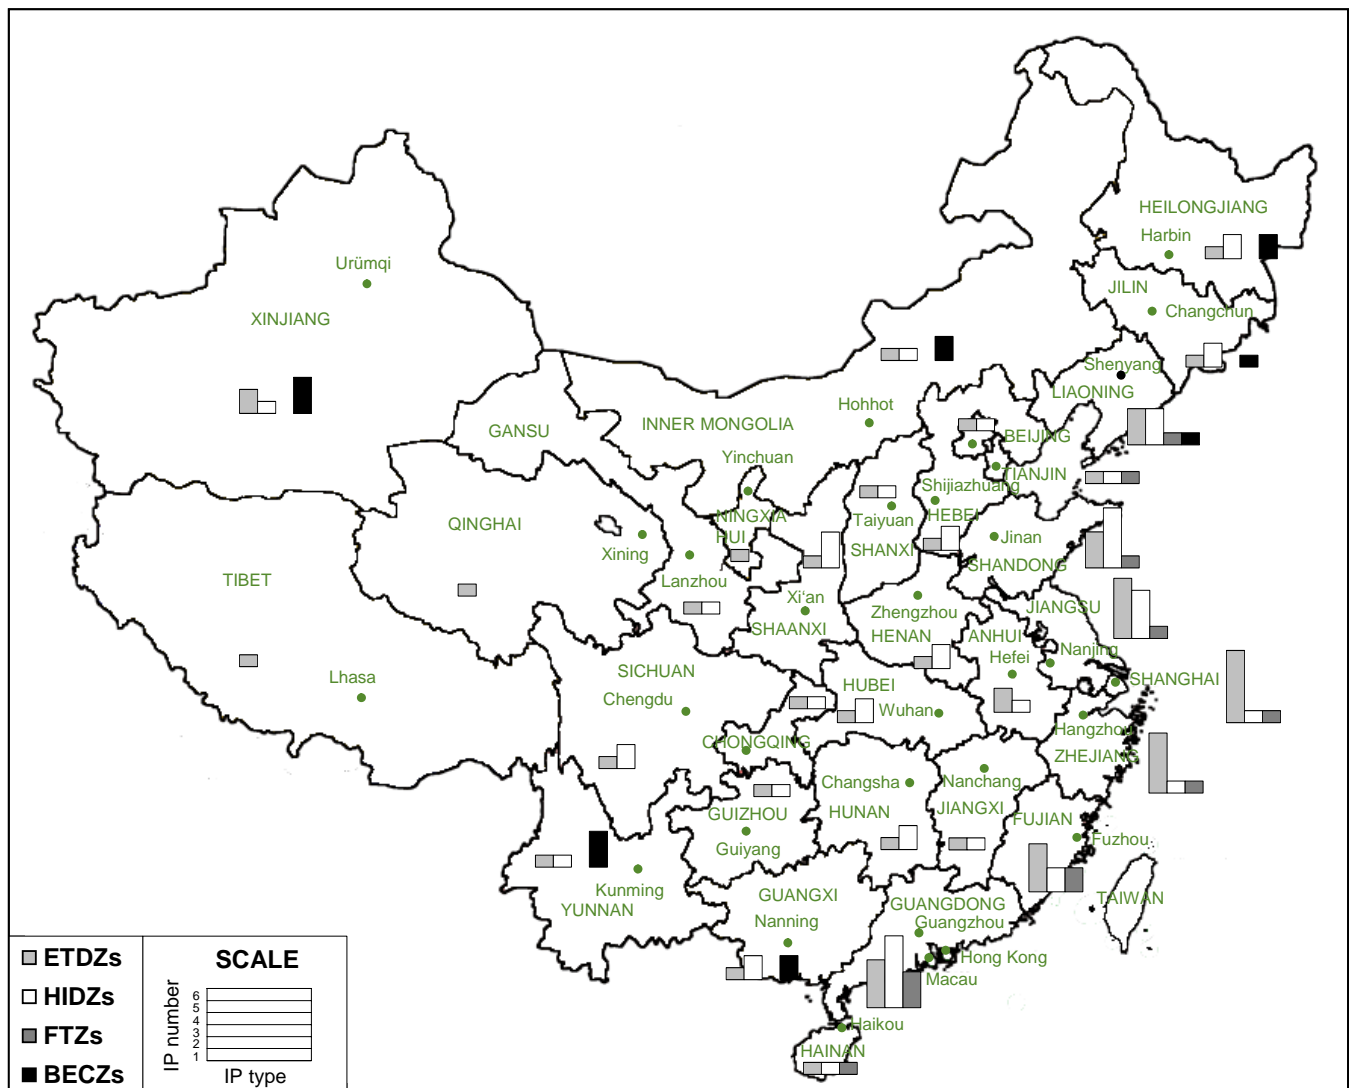 HEILONGJIANG
Harbin
Urümqi
JILIN
Changchun
XINJIANG
Shenyang
LIAONING
Hohhot
GANSU
INNER MONGOLIA
BEIJING
Yinchuan
TIANJIN
Shijiazhuang
NINGXIA
HUI
Taiyuan
HEBEI
QINGHAI
Jinan
Xining
SHANXI
Lanzhou
SHANDONG
TIBET
Xi‘an
Zhengzhou
JIANGSU
SHAANXI
HENAN
ANHUI
Nanjing
Hefei
SICHUAN
Lhasa
HUBEI
SHANGHAI
Chengdu
Wuhan
Hangzhou
CHONGQING
ZHEJIANG
Changsha
Nanchang
GUIZHOU
HUNAN
JIANGXI
FUJIAN
Guiyang
Fuzhou
Kunming
GUANGXI
TAIWAN
YUNNAN
GUANGDONG
Nanning
Guangzhou
Hong Kong
Macau
Haikou
HAINAN
ETDZs
HIDZs
FTZs
BECZs
SCALE
IP number
6
5
4
3
2
1
IP type